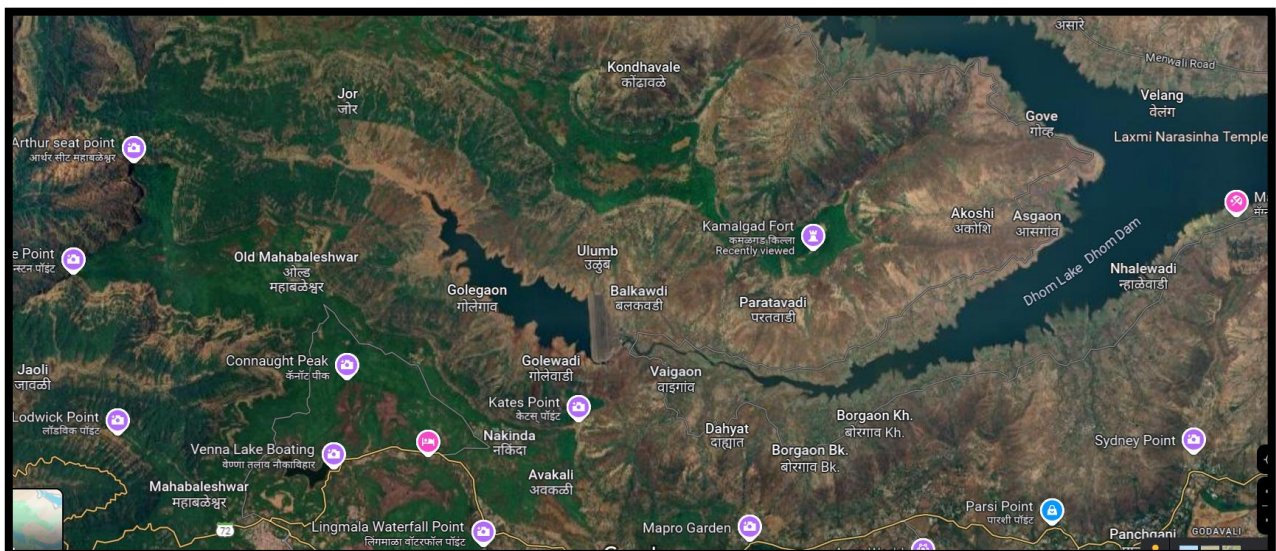 असारे
Menwali Road
Kondhavale
कोंढावळे
Jor
जोर
Velang
वेलंग
Gove
गोव्ह
Laxmi Narasinha Temple
Arthur seat point
आर्थर सीट महाबळेश्वर
Kamalgad Fort
कमळगड किल्ला
Recently viewed
Akoshi
अकोशि
Asgaon
आसगांव
e Point
न्स्टन पॉइंट
Old Mahabaleshwar
ओल्ड
महाबळेश्वर
Ulumb
उळुंब
Dhom Lake Dhom Dam
Nhalewadi
न्हाळेवाडी
Golegaon
गोलेगाव
Balkawdi
बलकवडी
Paratavadi
परतवाडी
Connaught Peak
कॅनॉट पीक
Golewadi
गोलेवाडी
Jaoli
जावळी
Vaigaon
वाइगांव
Kates Point
केटस् पॉइंट
Lodwick Point
लॉडविक पॉइंट
Borgaon Kh.
बोरगाव Kh.
Dahyat
दाह्यात
Nakinda
नकिंदा
Sydney Point
Venna Lake Boating
वेण्णा तलाव नौकाविहार
Borgaon Bk.
बोरगाव Bk.
Avakali
अवकळी
Mahabaleshwar
महाबळेश्वर
Parsi Point
पारशी पॉइंट
72
Lingmala Waterfall Point
लिंगमाळा वॉटरफॉल पॉइंट
Mapro Garden
Panchgani
GODAVALI